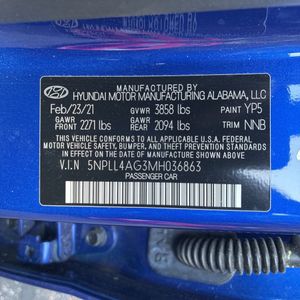 MANUFACTURED BY
HYUNDAI MOTOR MANUFACTURING ALABAMA, LLC
Feb/23/21 GVWR 3858 lbs PAINT YP5
GAWR FRONT 2271 lbs GAWR REAR 2094 lbs TRIM NNB
THIS VEHICLE CONFORMS TO ALL APPLICABLE U.S.A. FEDERAL
MOTOR VEHICLE SAFETY, BUMPER, AND THEFT PREVENTION
STANDARDS IN EFFECT ON THE DATE OF MANUFACTURE SHOWN ABOVE.
V.I.N 5NPLL4AG3MH036863
PASSENGER CAR